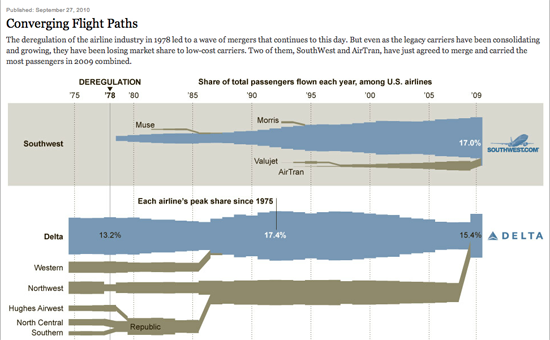 Published: September 27, 2010
Converging Flight Paths
The deregulation of the airline industry in 1978 led to a wave of mergers that continues to this day. But even as the legacy carriers have been consolidating
and growing, they have been losing market share to low-cost carriers. Two of them, SouthWest and AirTran, have just agreed to merge and carried the
most passengers in 2009 combined.
DEREGULATION
Share of total passengers flown each year, among U.S. airlines
'75 '78 '80 '85 '90 '95 '00 '05 '09
Muse
Morris
Southwest
17.0%
SOUTHWEST.COM
Valujet
AirTran
Each airline's peak share since 1975
Delta
13.2%
17.4%
15.4%
DELTA
Western
Northwest
Hughes Airwest
North Central
Republic
Southern